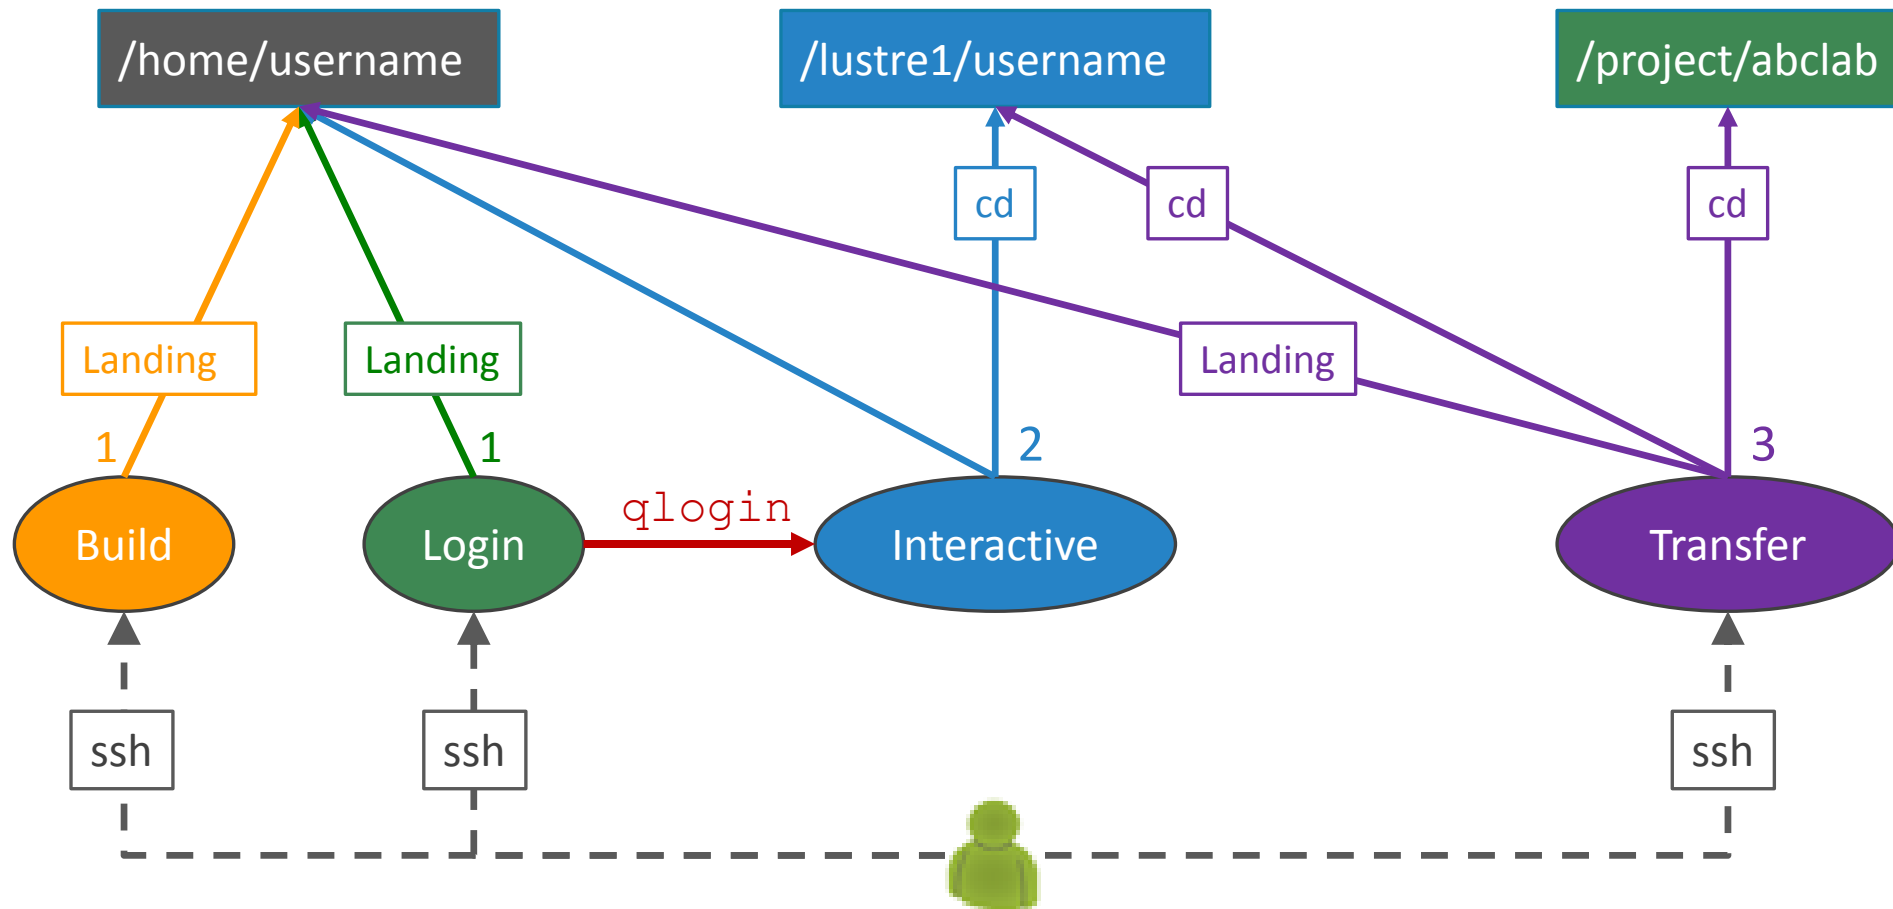 /home/username
/lustre1/username
/project/abclab
cd
cd
cd
Landing
Landing
Landing
1
1
2
3
qlogin
Build
Login
Interactive
Transfer
ssh
ssh
ssh